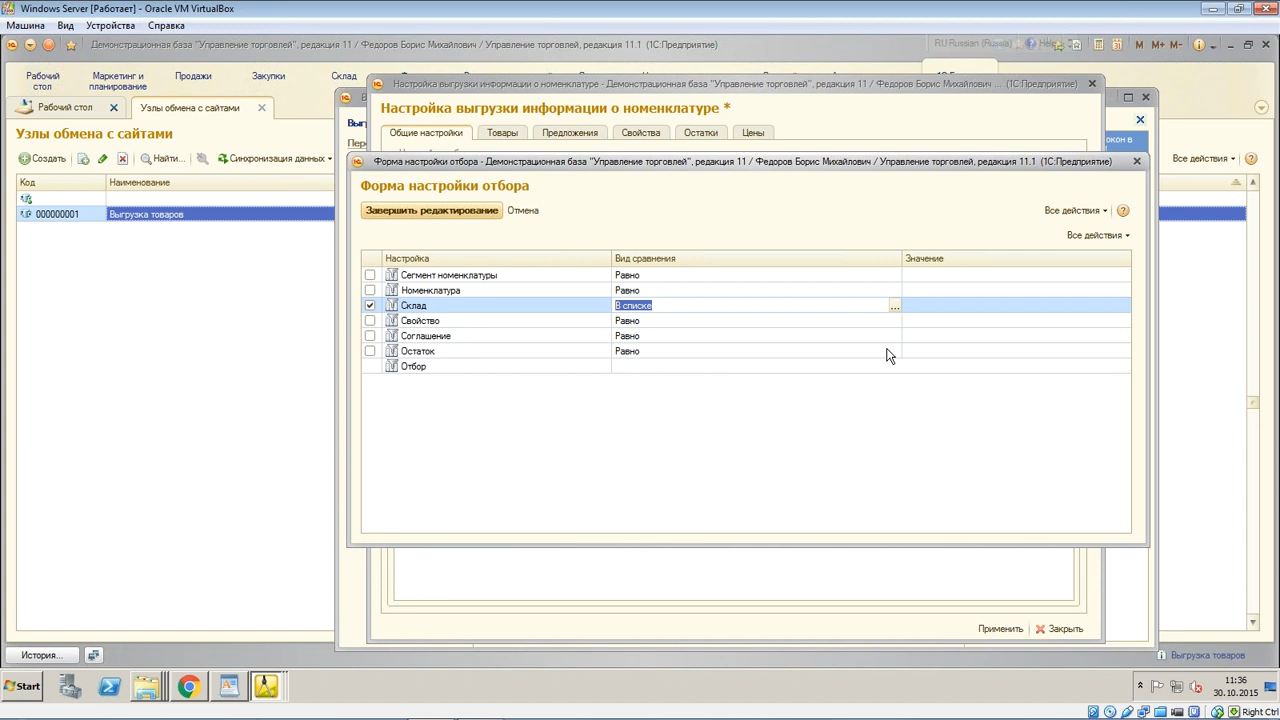 Windows Server [Работает] - Oracle VM VirtualBox
Машина Вид Устройства Справка
Демонстрационная база "Управление торговлей", редакция 11 / Федоров Борис Михайлович / Управление торговлей, редакция 11.1 (1С:Предприятие)
RU Russian (Russia) Help
M M+ M-
Рабочий стол
Маркетинг и планирование
Продажи
Закупки
Склад
Рабочий стол
Узлы обмена с сайтами
Узлы обмена с сайтами
Создать
Найти...
Синхронизация данных
Все действия
Код
Наименование
000000001
Выгрузка товаров
Настройка выгрузки информации о номенклатуре - Демонстрационная база "Управление торговлей", редакция 11 / Федоров Борис Михайлович ... (1С:Предприятие)
Настройка выгрузки информации о номенклатуре *
Общие настройки Товары Предложения Свойства Остатки Цены
Форма настройки отбора - Демонстрационная база "Управление торговлей", редакция 11 / Федоров Борис Михайлович / Управление торговлей, редакция 11.1 (1С:Предприятие)
Форма настройки отбора
Завершить редактирование Отмена
Все действия
Все действия
Настройка Вид сравнения Значение
Сегмент номенклатуры Равно
Номенклатура Равно
Склад В списке ...
Свойство Равно
Соглашение Равно
Остаток Равно
Отбор
Применить Закрыть
История...
Выгрузка товаров
Start
11:36
30.10.2015
Right Ctrl